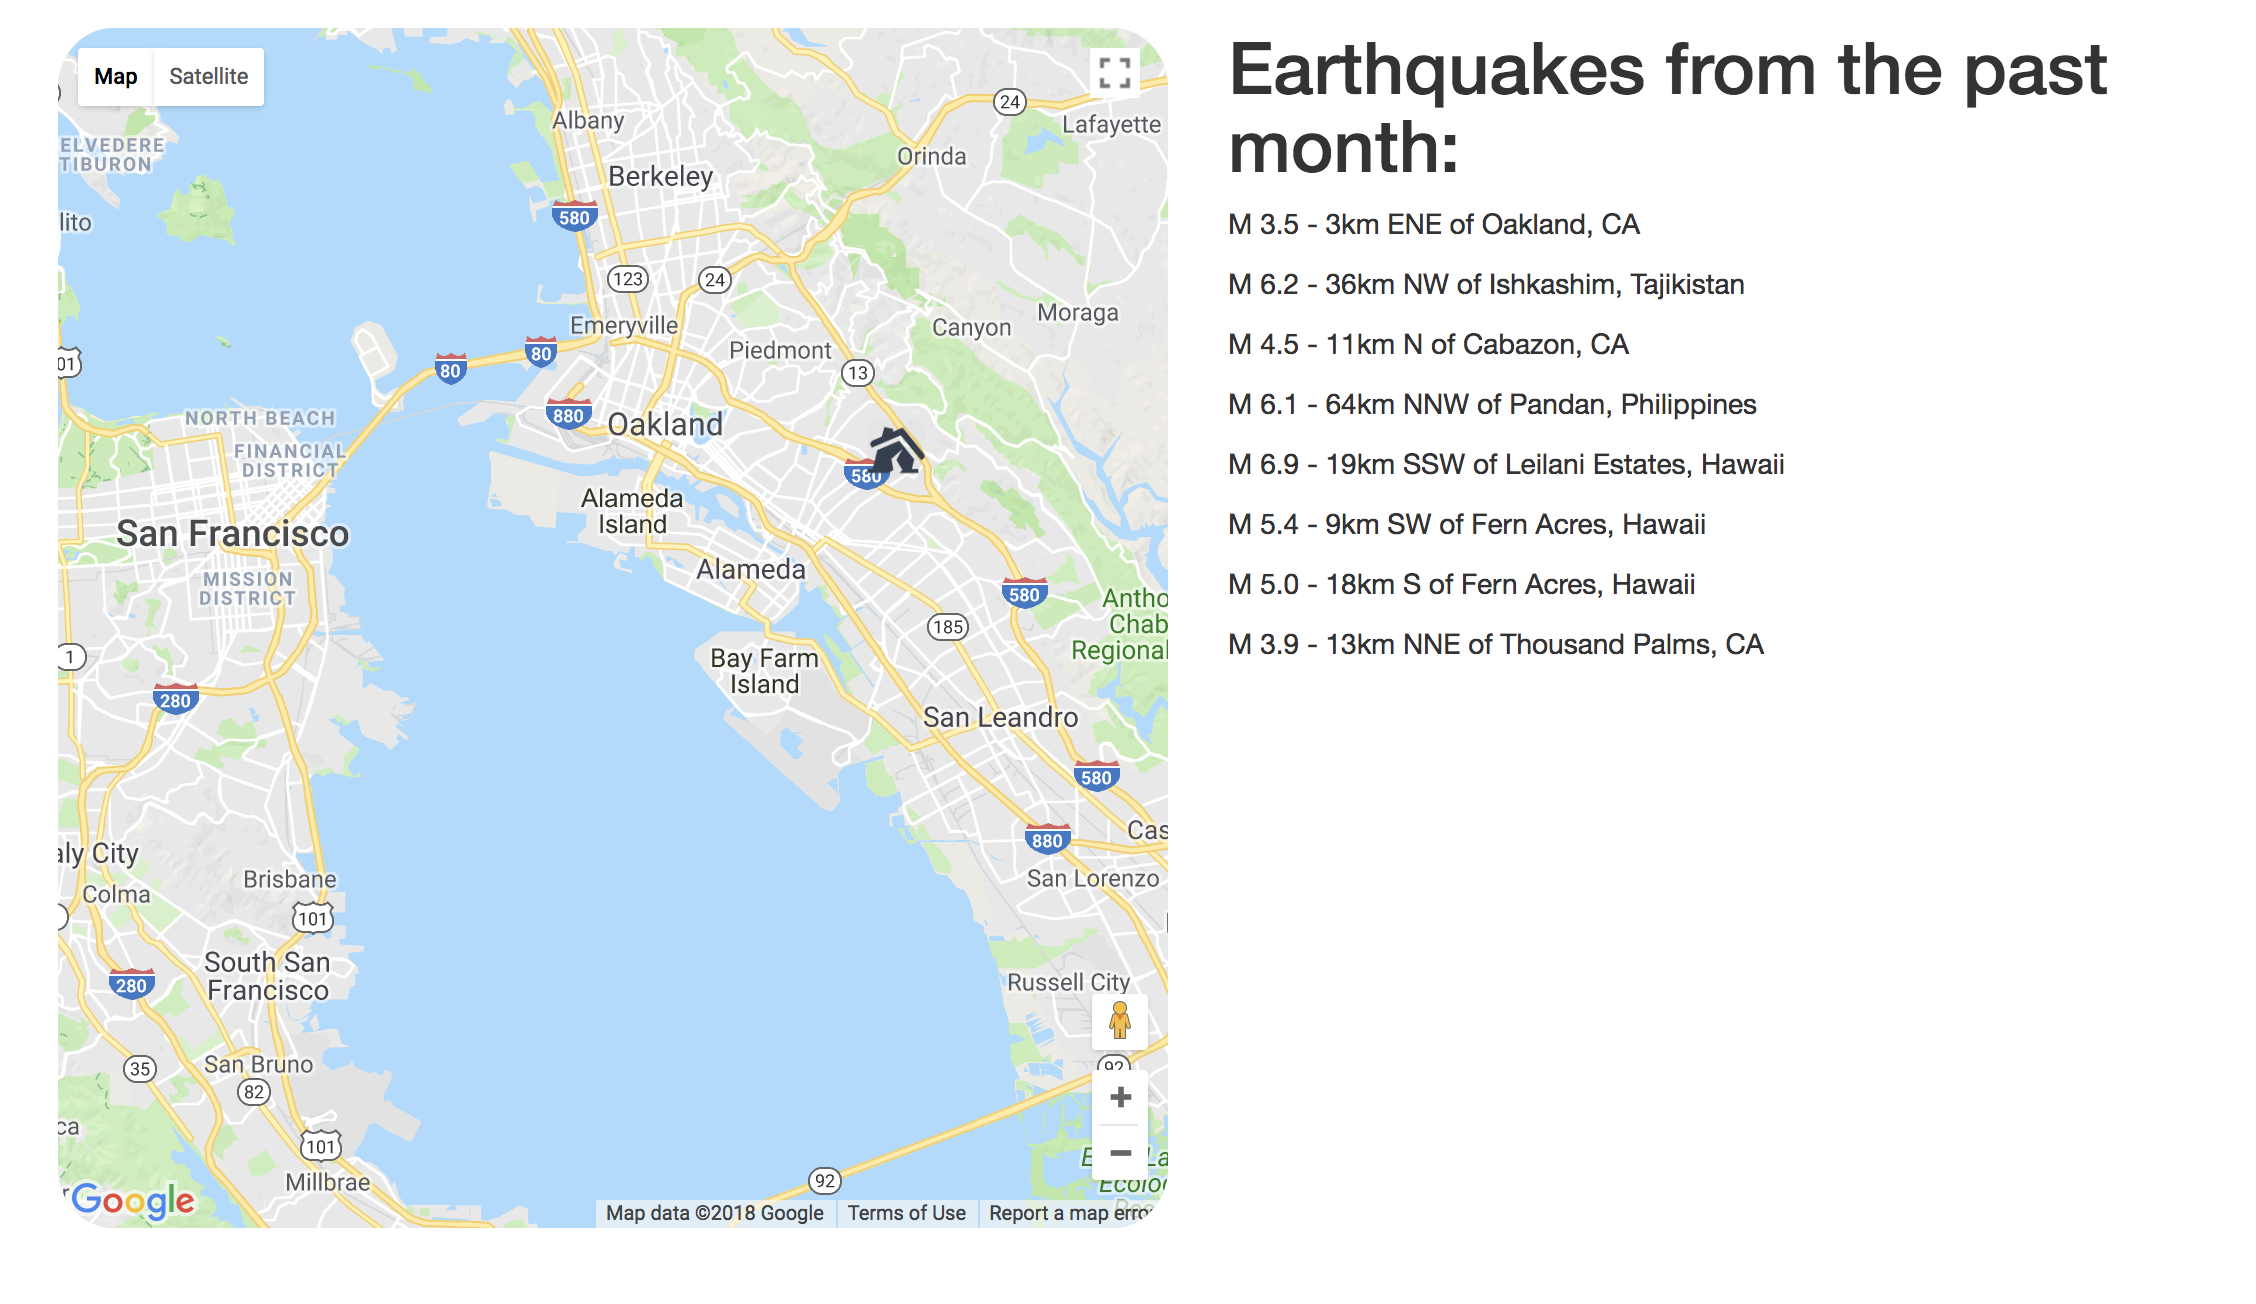 Map Satellite
ELVEDERE
TIBURON
lito
Albany
Berkeley
24
Lafayette
Orinda
580
123
24
Emeryville
Moraga
Canyon
Piedmont
01
80
80
13
880
NORTH BEACH
Oakland
FINANCIAL
DISTRICT
580
Alameda
Island
San Francisco
Alameda
MISSION
DISTRICT
580
Antho
Chab
Regional
185
1
Bay Farm
Island
280
San Leandro
580
880
Cas
aly City
Colma
Brisbane
San Lorenzo
101
South San
Francisco
280
Russell City
35
San Bruno
82
92
ca
101
Millbrae
92
Ecolo
Google
Map data ©2018 Google Terms of Use Report a map erro
Earthquakes from the past
month:
M 3.5 - 3km ENE of Oakland, CA
M 6.2 - 36km NW of Ishkashim, Tajikistan
M 4.5 - 11km N of Cabazon, CA
M 6.1 - 64km NNW of Pandan, Philippines
M 6.9 - 19km SSW of Leilani Estates, Hawaii
M 5.4 - 9km SW of Fern Acres, Hawaii
M 5.0 - 18km S of Fern Acres, Hawaii
M 3.9 - 13km NNE of Thousand Palms, CA